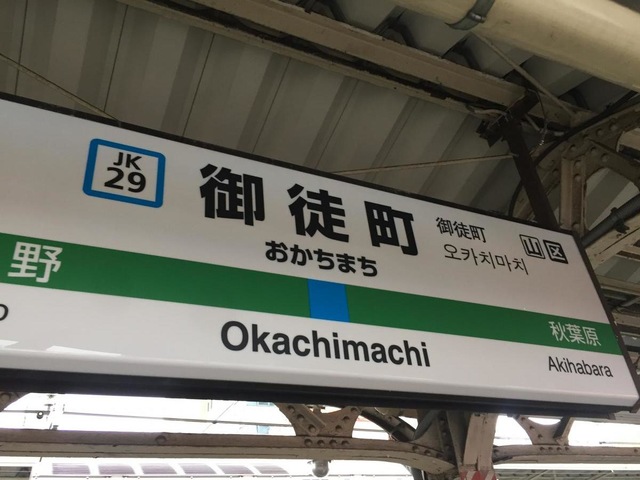 JK
29
御徒町
おかちまち
御徒町
오카치마치
山 区
野
秋葉原
Okachimachi
o
Akihabara